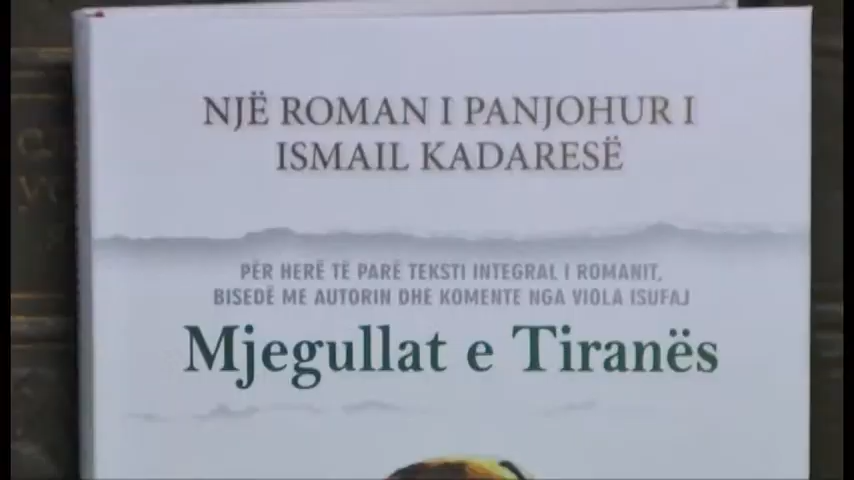 NJË ROMAN I PANJOHUR I
ISMAIL KADARESË
PËR HERË TË PARË TEKSTI INTEGRAL I ROMANIT,
BISEDË ME AUTORIN DHE KOMENTE NGA VIOLA ISUFAJ
Mjegullat e Tiranës